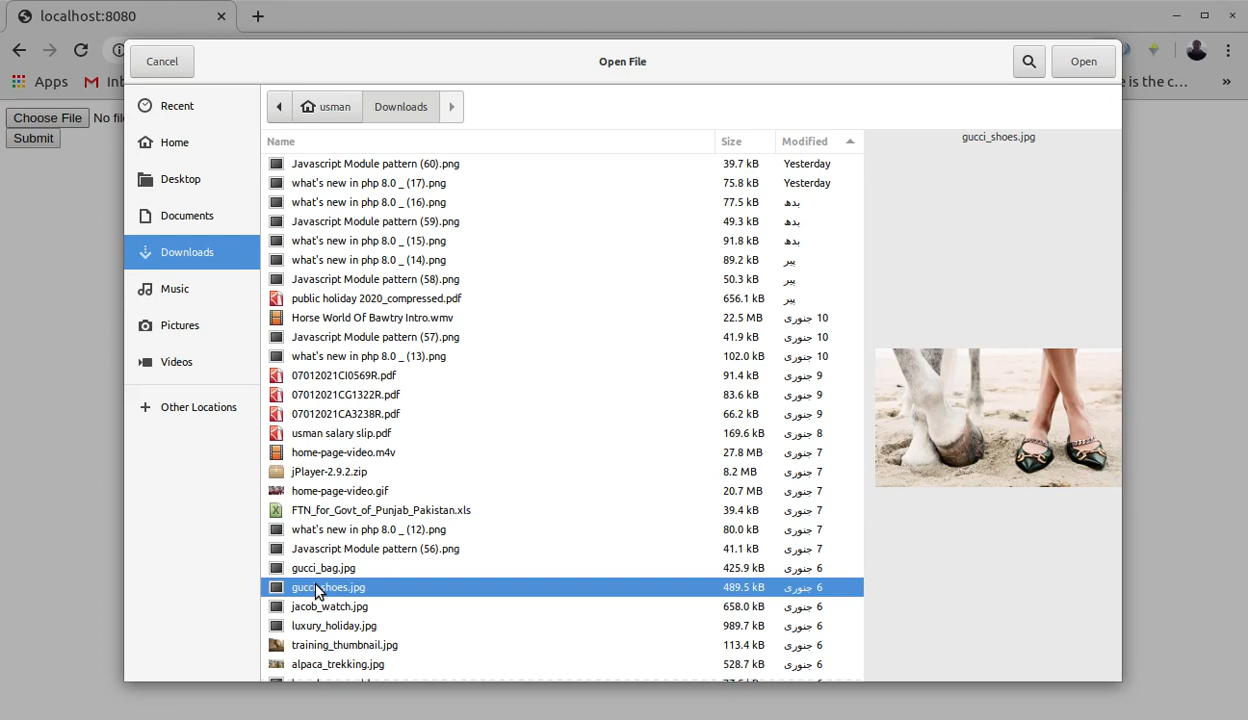 localhost:8080
Apps
e is the c...
»
Choose File No file
Submit
Cancel
Open File
Open
Recent
Home
Desktop
Documents
Downloads
Music
Pictures
Videos
Other Locations
usman Downloads
Name Size Modified
Javascript Module pattern (60).png 39.7 kB Yesterday
what's new in php 8.0 _ (17).png 75.8 kB Yesterday
what's new in php 8.0 _ (16).png 77.5 kB بدھ
Javascript Module pattern (59).png 49.3 kB بدھ
what's new in php 8.0 _ (15).png 91.8 kB بدھ
what's new in php 8.0 _ (14).png 89.2 kB پیر
Javascript Module pattern (58).png 50.3 kB پیر
public holiday 2020_compressed.pdf 656.1 kB پیر
Horse World Of Bawtry Intro.wmv 22.5 MB 10 جنوری
Javascript Module pattern (57).png 41.9 kB 10 جنوری
what's new in php 8.0 _ (13).png 102.0 kB 10 جنوری
07012021CI0569R.pdf 91.4 kB 9 جنوری
07012021CG1322R.pdf 83.6 kB 9 جنوری
07012021CA3238R.pdf 66.2 kB 9 جنوری
usman salary slip.pdf 169.6 kB 8 جنوری
home-page-video.m4v 27.8 MB 7 جنوری
jPlayer-2.9.2.zip 8.2 MB 7 جنوری
home-page-video.gif 20.7 MB 7 جنوری
FTN_for_Govt_of_Punjab_Pakistan.xls 39.4 kB 7 جنوری
what's new in php 8.0 _ (12).png 80.0 kB 7 جنوری
Javascript Module pattern (56).png 41.1 kB 7 جنوری
gucci_bag.jpg 425.9 kB 6 جنوری
gucci_shoes.jpg 489.5 kB 6 جنوری
jacob_watch.jpg 658.0 kB 6 جنوری
luxury_holiday.jpg 989.7 kB 6 جنوری
training_thumbnail.jpg 113.4 kB 6 جنوری
alpaca_trekking.jpg 528.7 kB 6 جنوری
gucci_shoes.jpg